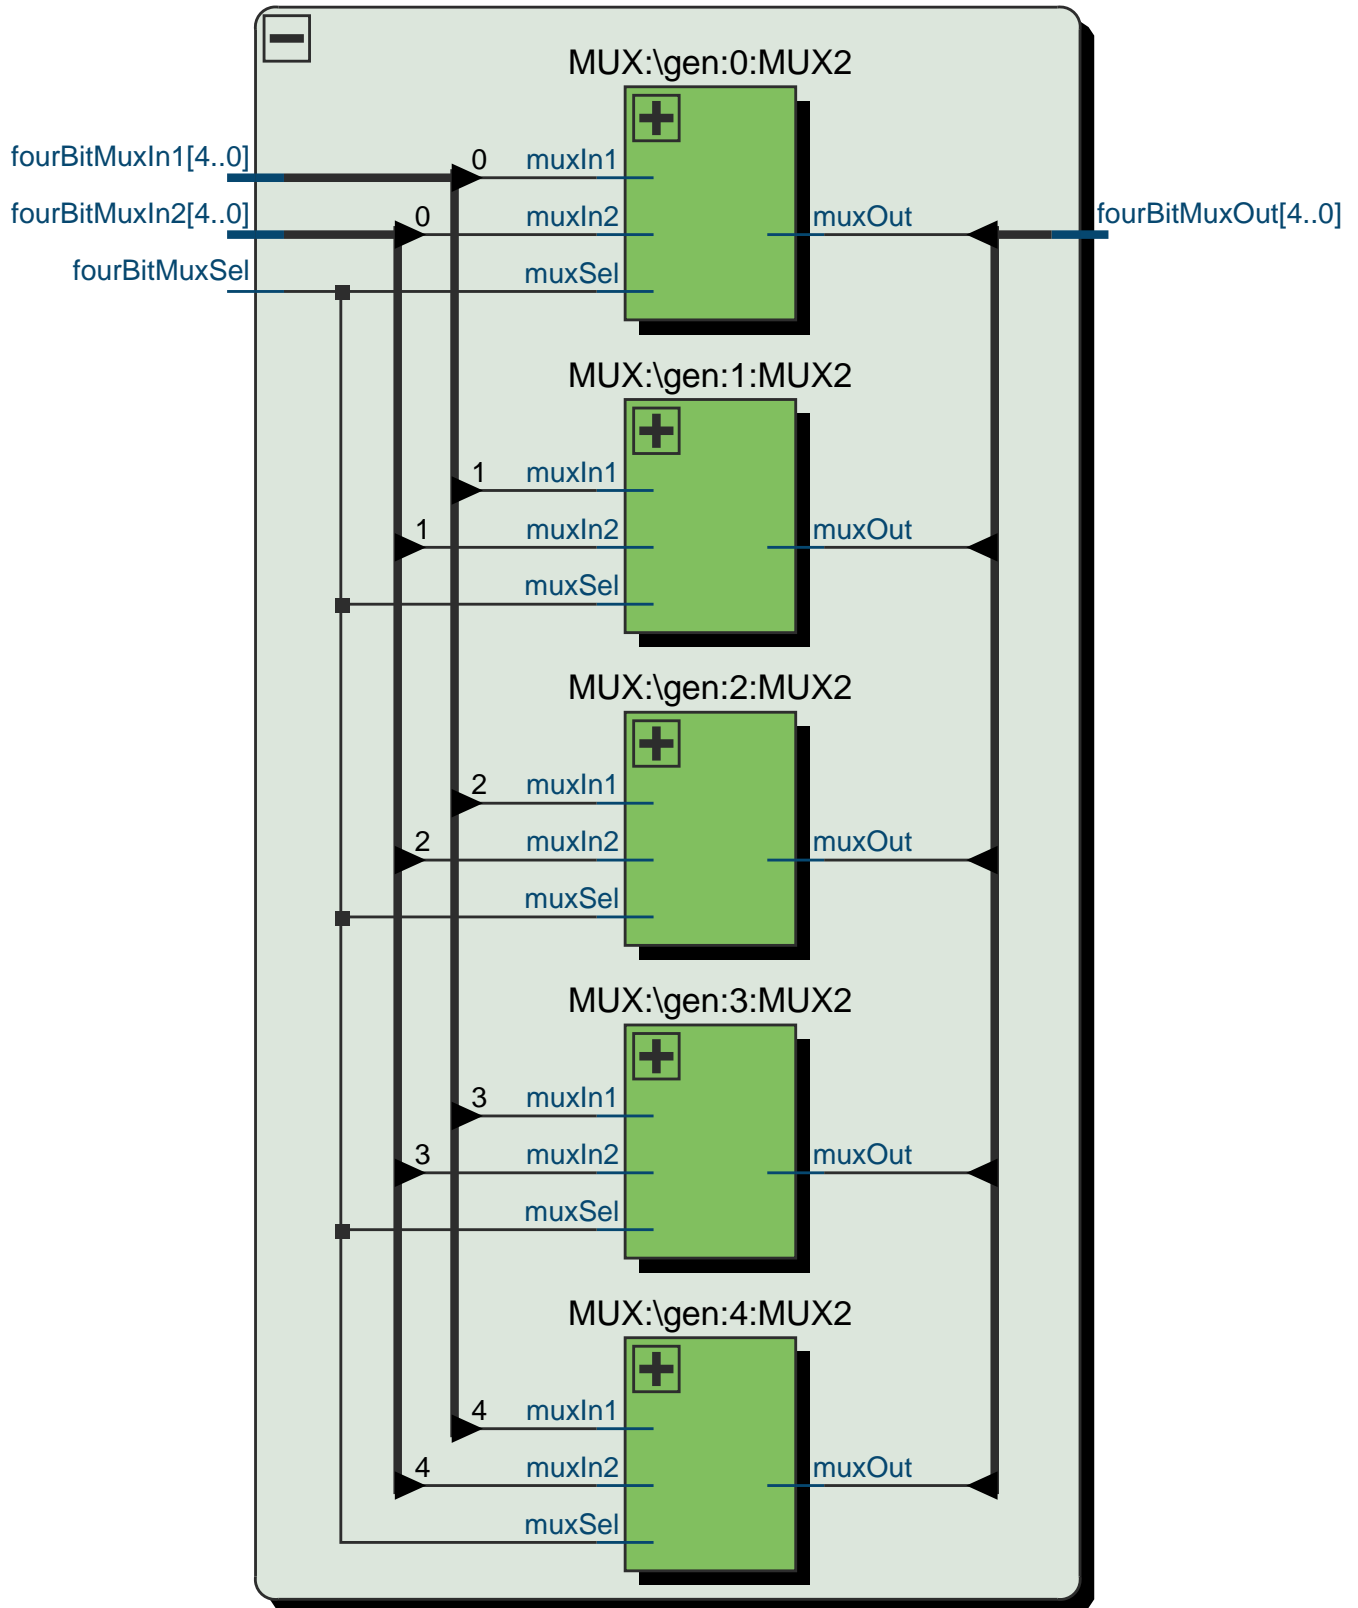 MUX:\gen:0:MUX2
fourBitMuxIn1[4..0]
0
muxIn1
fourBitMuxIn2[4..0]
0
muxIn2
muxOut
fourBitMuxOut[4..0]
fourBitMuxSel
muxSel
MUX:\gen:1:MUX2
1
muxIn1
1
muxIn2
muxOut
muxSel
MUX:\gen:2:MUX2
2
muxIn1
2
muxIn2
muxOut
muxSel
MUX:\gen:3:MUX2
3
muxIn1
3
muxIn2
muxOut
muxSel
MUX:\gen:4:MUX2
4
muxIn1
4
muxIn2
muxOut
muxSel